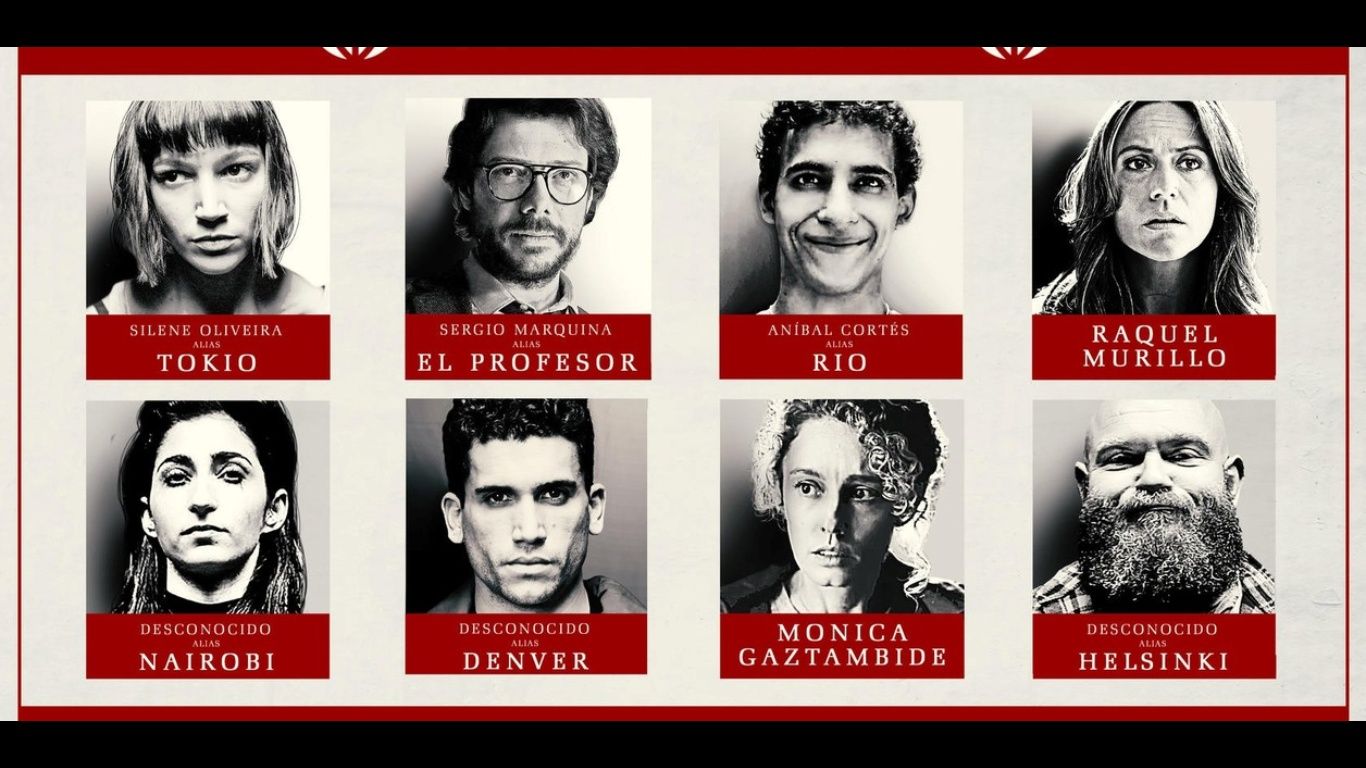 SILENE OLIVEIRA
ALIAS
TOKIO
SERGIO MARQUINA
ALIAS
EL PROFESOR
ANÍBAL CORTÉS
ALIAS
RIO
RAQUEL
MURILLO
DESCONOCIDO
ALIAS
NAIROBI
DESCONOCIDO
ALIAS
DENVER
MONICA
GAZTAMBIDE
DESCONOCIDO
ALIAS
HELSINKI